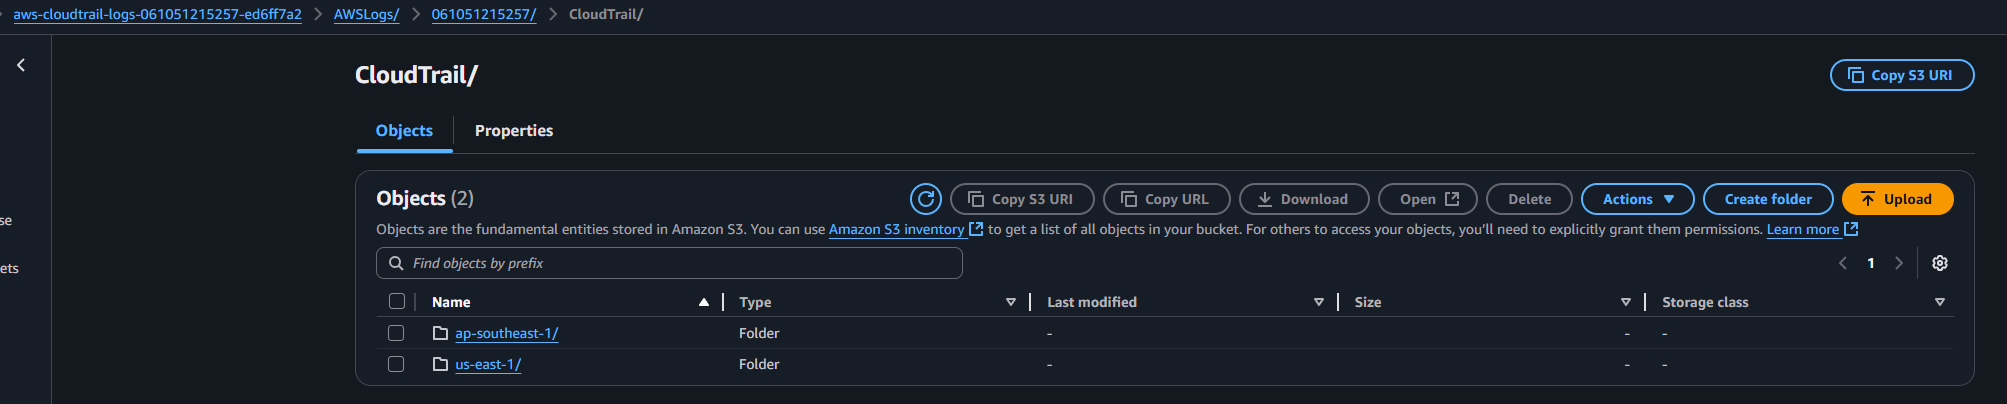 aws-cloudtrail-logs-061051215257-ed6ff7a2 > AWSLogs/ > 061051215257/ > CloudTrail/
CloudTrail/
Copy S3 URI
Objects Properties
Objects (2)
Copy S3 URI Copy URL Download Open Delete Actions Create folder Upload
Objects are the fundamental entities stored in Amazon S3. You can use Amazon S3 inventory to get a list of all objects in your bucket. For others to access your objects, you'll need to explicitly grant them permissions. Learn more
se
Find objects by prefix
1
ets
Name Type Last modified Size Storage class
ap-southeast-1/ Folder - - -
us-east-1/ Folder - - -